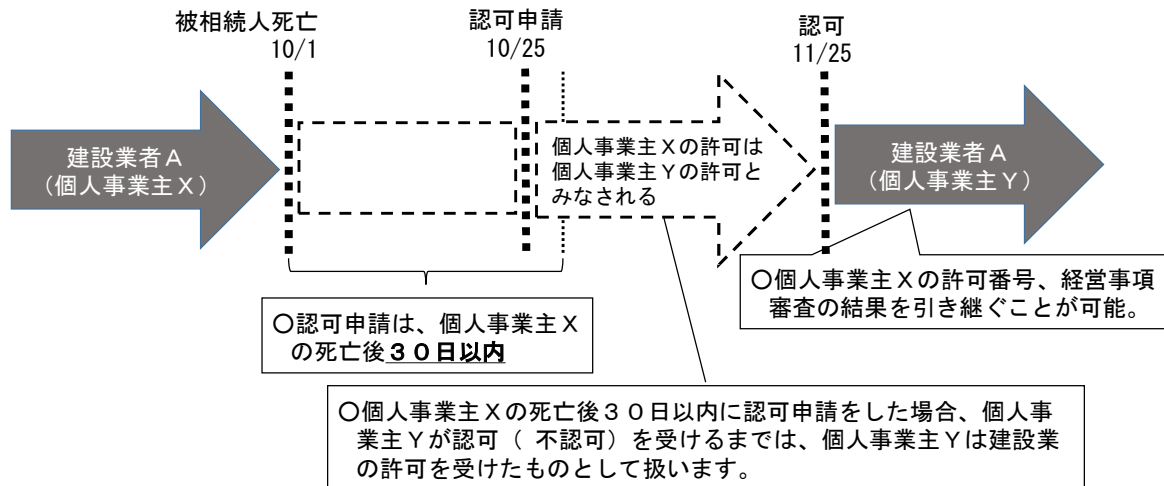 被相続人死亡
10/1
認可申請
10/25
認可
11/25
建設業者A
（個人事業主X）
個人事業主Xの許可は
個人事業主Yの許可と
みなされる
建設業者A
（個人事業主Y）
○個人事業主Xの許可番号、経営事項
審査の結果を引き継ぐことが可能。
○認可申請は、個人事業主X
の死亡後３０日以内
○個人事業主Xの死亡後３０日以内に認可申請をした場合、個人事
業主Yが認可（ 不認可）を受けるまでは、個人事業主Yは建設業
の許可を受けたものとして扱います。